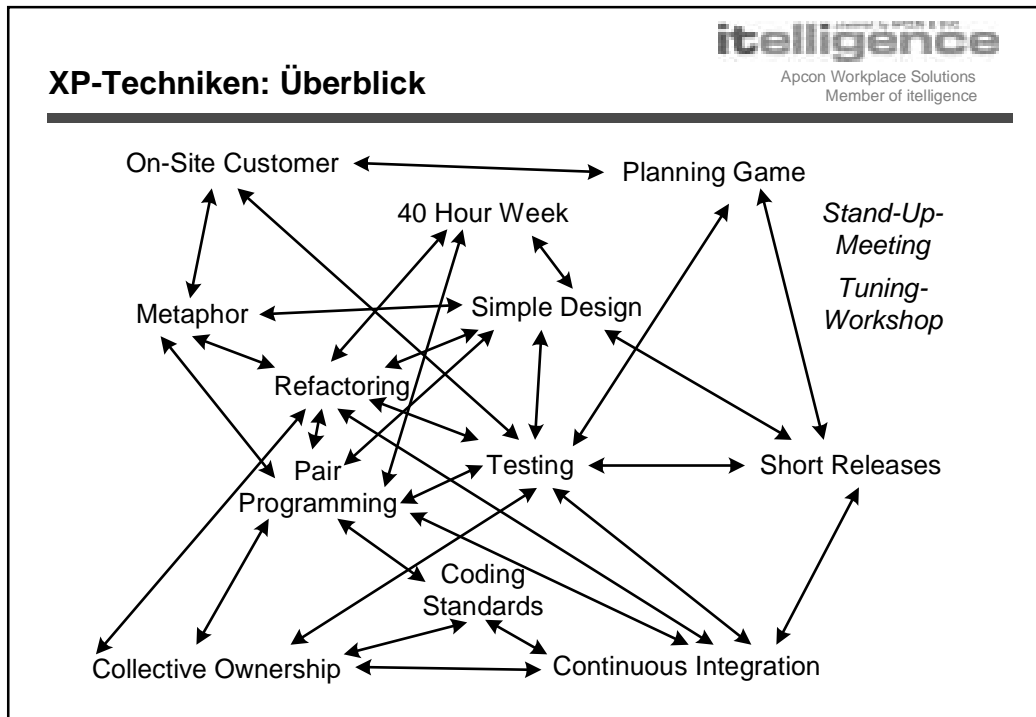 itelligence
Apcon Workplace Solutions
Member of itelligence
XP-Techniken: Überblick
On-Site Customer
Planning Game
40 Hour Week
Stand-Up-
Meeting
Metaphor
Simple Design
Tuning-
Workshop
Refactoring
Pair
Programming
Testing
Short Releases
Coding
Standards
Collective Ownership
Continuous Integration